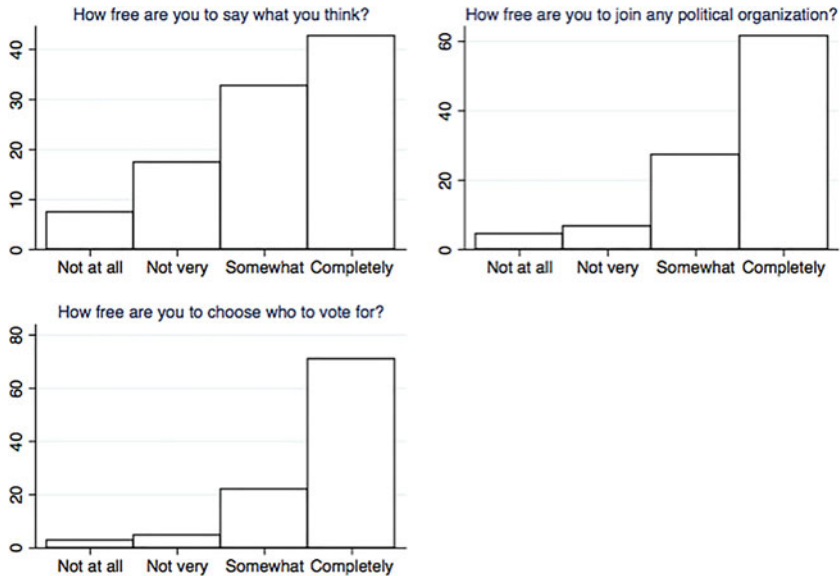 How free are you to say what you think?
40
30
20
10
0
Not at all Not very Somewhat Completely
How free are you to join any political organization?
60
40
20
0
Not at all Not very Somewhat Completely
How free are you to choose who to vote for?
80
60
40
20
0
Not at all Not very Somewhat Completely